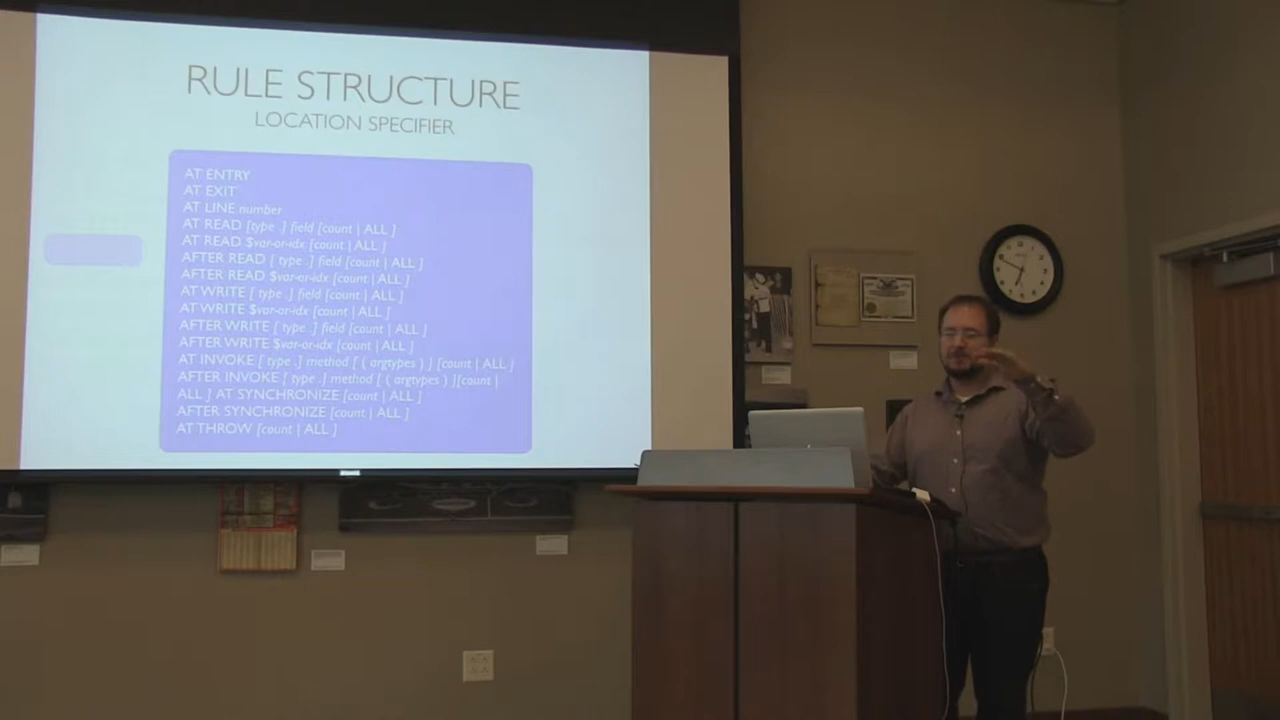 RULE STRUCTURE
LOCATION SPECIFIER
AT ENTRY
AT EXIT
AT LINE number
AT READ [type .] field [count | ALL ]
AT READ $var-or-idx [count | ALL ]
AFTER READ [ type .] field [count | ALL ]
AFTER READ $var-or-idx [count | ALL ]
AT WRITE [ type .] field [count | ALL ]
AT WRITE $var-or-idx [count | ALL ]
AFTER WRITE [ type .] field [count | ALL ]
AFTER WRITE $var-or-idx [count | ALL ]
AT INVOKE [ type .] method [ ( argtypes ) ] [count | ALL ]
AFTER INVOKE [ type .] method [ ( argtypes ) ][count |
ALL ] AT SYNCHRONIZE [count | ALL ]
AFTER SYNCHRONIZE [count | ALL ]
AT THROW [count | ALL ]